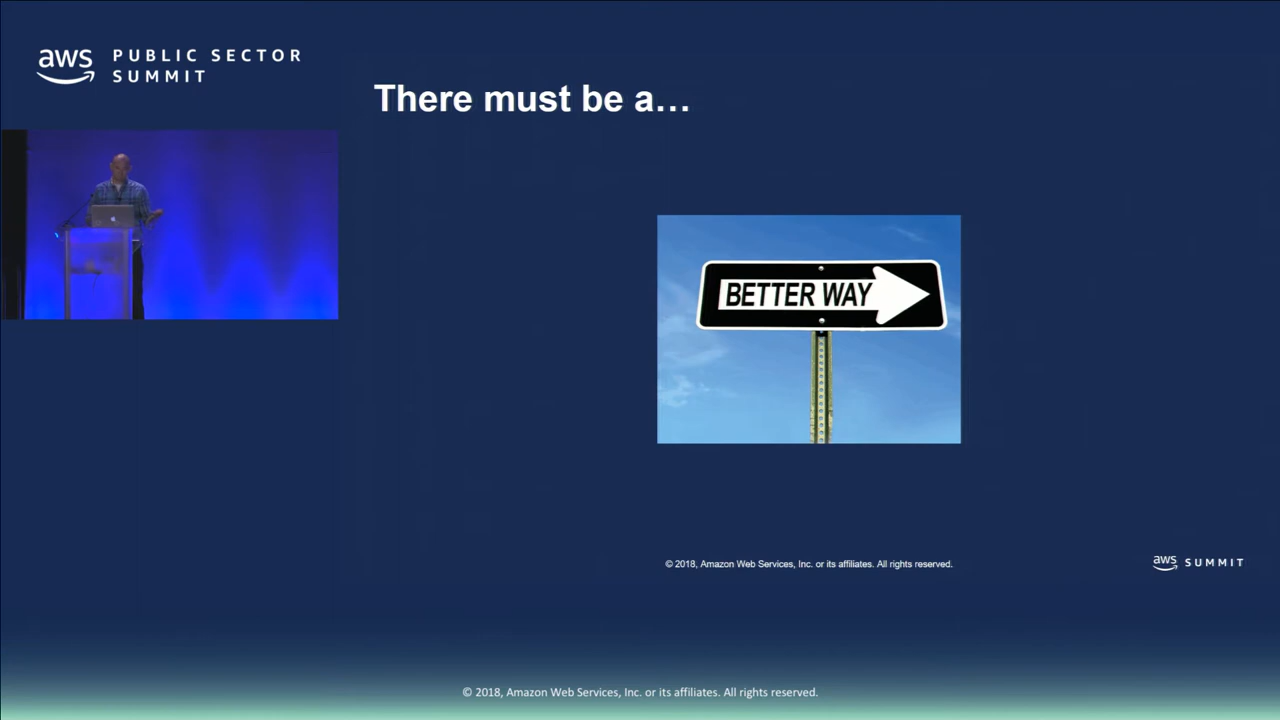 aws PUBLIC SECTOR
SUMMIT
There must be a…
BETTER WAY
© 2018, Amazon Web Services, Inc. or its affiliates. All rights reserved.
aws SUMMIT
© 2018, Amazon Web Services, Inc. or its affiliates. All rights reserved.